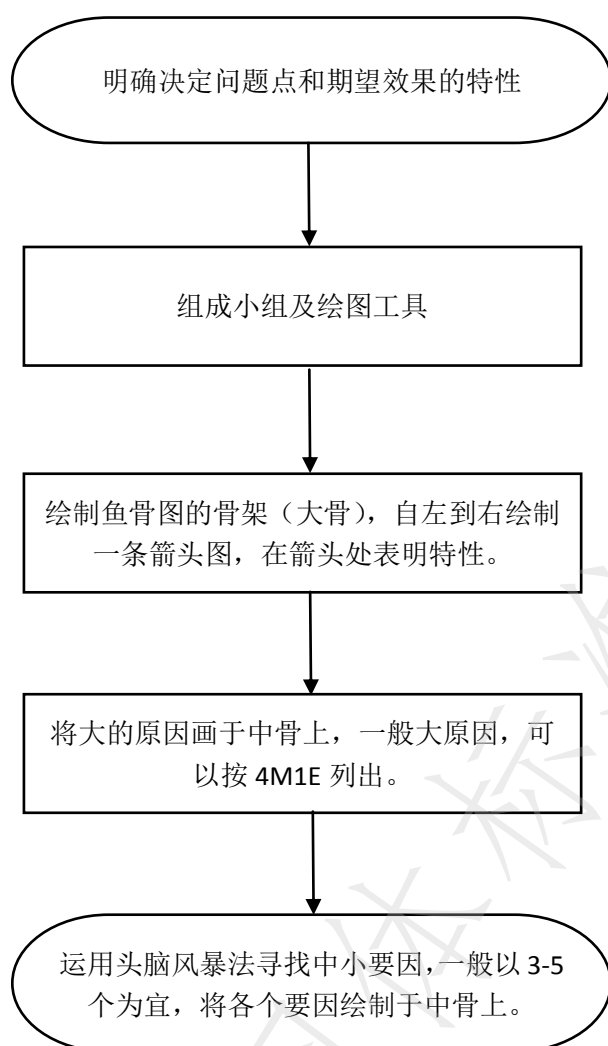 明确决定问题点和期望效果的特性
组成小组及绘图工具
绘制鱼骨图的骨架（大骨），自左到右绘制
一条箭头图，在箭头处表明特性。
将大的原因画于中骨上，一般大原因，可
以按 4M1E 列出。
运用头脑风暴法寻找中小要因，一般以 3-5
个为宜，将各个要因绘制于中骨上。